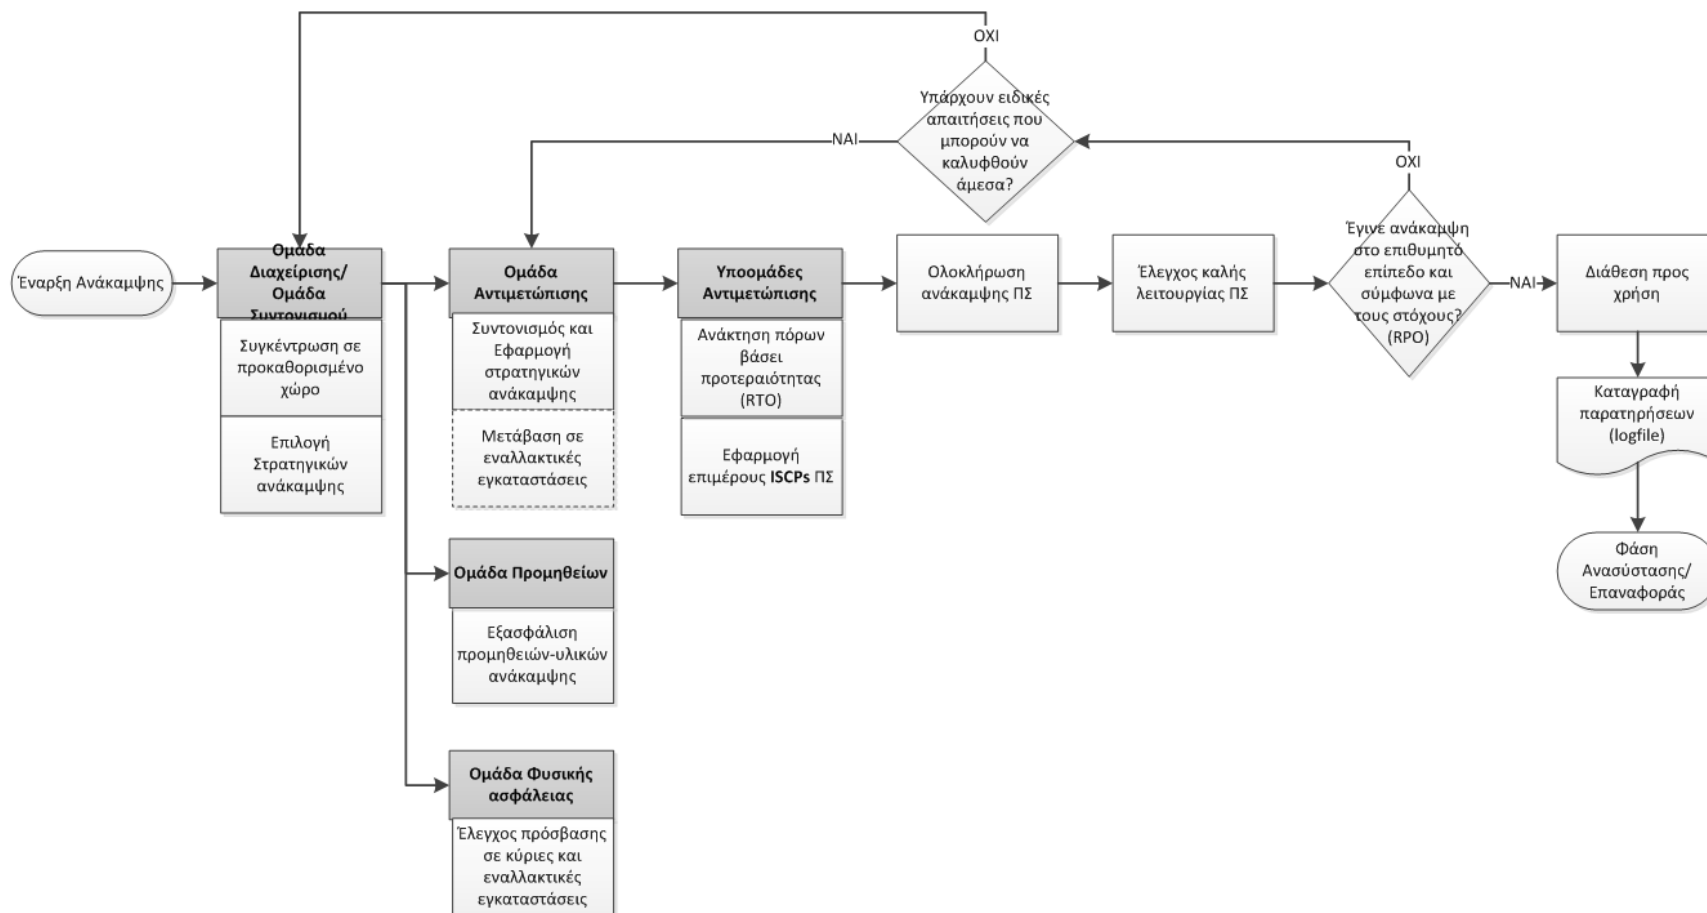 ΟΧΙ
Υπάρχουν ειδικές
απαιτήσεις που
μπορούν να
καλυφθούν
άμεσα?
ΝΑΙ
ΟΧΙ
Έναρξη Ανάκαμψης
Ομάδα
Διαχείρισης/
Ομάδα
Συντονισμού
Συγκέντρωση σε
προκαθορισμένο
χώρο
Επιλογή
Στρατηγικών
ανάκαμψης
Ομάδα
Αντιμετώπισης
Συντονισμός και
Εφαρμογή
στρατηγικών
ανάκαμψης
Μετάβαση σε
εναλλακτικές
εγκαταστάσεις
Υποομάδες
Αντιμετώπισης
Ανάκτηση πόρων
βάσει
προτεραιότητας
(RTO)
Εφαρμογή
επιμέρους ISCPs ΠΣ
Ολοκλήρωση
ανάκαμψης ΠΣ
Έλεγχος καλής
λειτουργίας ΠΣ
Έγινε ανάκαμψη
στο επιθυμητό
επίπεδο και
σύμφωνα με
τους στόχους?
(RPO)
ΝΑΙ
Διάθεση προς
χρήση
Καταγραφή
παρατηρήσεων
(logfile)
Φάση
Ανασύστασης/
Επαναφοράς
Ομάδα Προμηθείων
Εξασφάλιση
προμηθειών-υλικών
ανάκαμψης
Ομάδα Φυσικής
ασφάλειας
Έλεγχος πρόσβασης
σε κύριες και
εναλλακτικές
εγκαταστάσεις